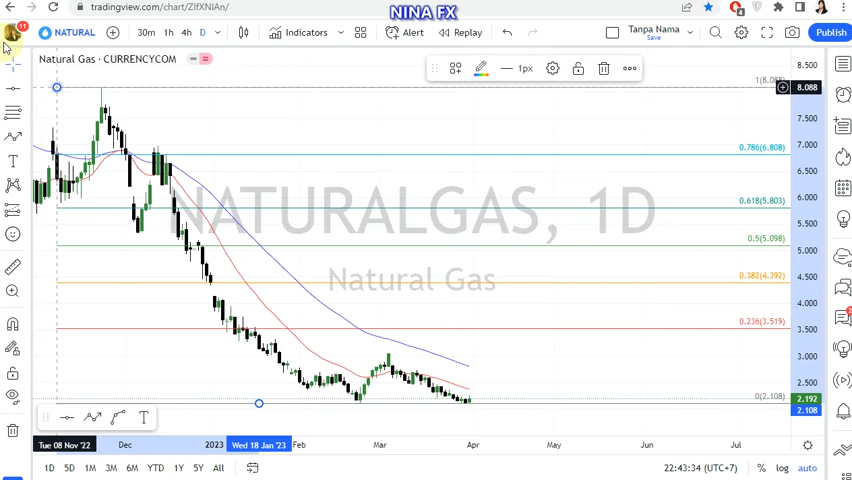 NINA FX
tradingview.com/chart/ZIfXNIAn/
11
NATURAL
30m 1h 4h D
Indicators
Alert
Replay
Tanpa Nama
Save
Publish
Natural Gas · CURRENCYCOM
1px
NATURALGAS, 1D
Natural Gas
1(8.088)
0.786(6.808)
0.618(5.803)
0.5(5.098)
0.382(4.392)
0.236(3.519)
0(2.108)
8.500
8.088
7.500
7.000
6.500
6.000
5.500
5.000
4.500
4.000
3.500
3.000
2.500
2.192
2.108
Tue 08 Nov '22
Dec
2023
Wed 18 Jan '23
Feb
Mar
Apr
May
Jun
Jul
1D 5D 1M 3M 6M YTD 1Y 5Y All
22:43:34 (UTC+7)
% log auto